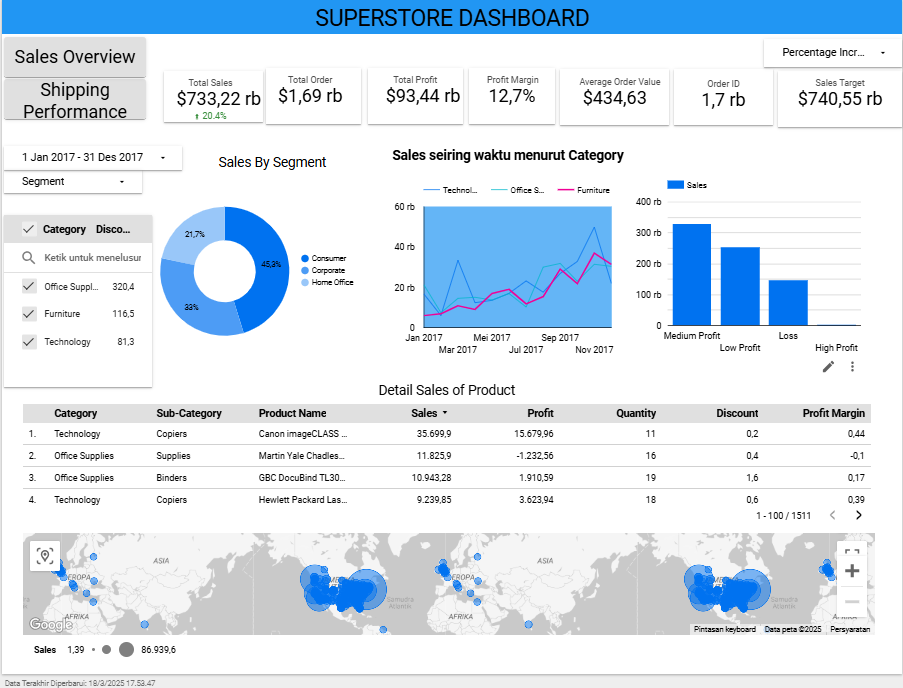 SUPERSTORE DASHBOARD
Sales Overview
Shipping
Performance
Percentage Incr...
Total Sales
$733,22 rb
20.4%
Total Order
$1,69 rb
Total Profit
$93,44 rb
Profit Margin
12,7%
Average Order Value
$434,63
Order ID
1,7 rb
Sales Target
$740,55 rb
1 Jan 2017 - 31 Des 2017
Segment
Category Disco...
Ketik untuk menelusur
Office Suppl... 320,4
Furniture 116,5
Technology 81,3
Sales By Segment
21,7%
45,3%
33%
Consumer
Corporate
Home Office
Sales seiring waktu menurut Category
Technol... Office S... Furniture
60 rb
40 rb
20 rb
0
Jan 2017 Mei 2017 Sep 2017
Mar 2017 Jul 2017 Nov 2017
Sales
400 rb
300 rb
200 rb
100 rb
0
Medium Profit Loss
Low Profit High Profit
Detail Sales of Product
Category Sub-Category Product Name Sales Profit Quantity Discount Profit Margin
1. Technology Copiers Canon imageCLASS ... 35.699,9 15.679,96 11 0,2 0,44
2. Office Supplies Supplies Martin Yale Chadles... 11.825,9 -1.232,56 16 0,4 -0,1
3. Office Supplies Binders GBC DocuBind TL30... 10.943,28 1.910,59 19 1,6 0,17
4. Technology Copiers Hewlett Packard Las... 9.239,85 3.623,94 18 0,6 0,39
1 - 100 / 1511
ASIA ASIA
EROPA EROPA
Samudra Samudra
Atlantik Atlantik
AFRIKA AFRIKA AFRIKA
Google
Pintasan keyboard Data peta ©2025 Persyaratan
Sales 1,39 86.939,6
Data Terakhir Diperbarui: 18/3/2025 17.53.47